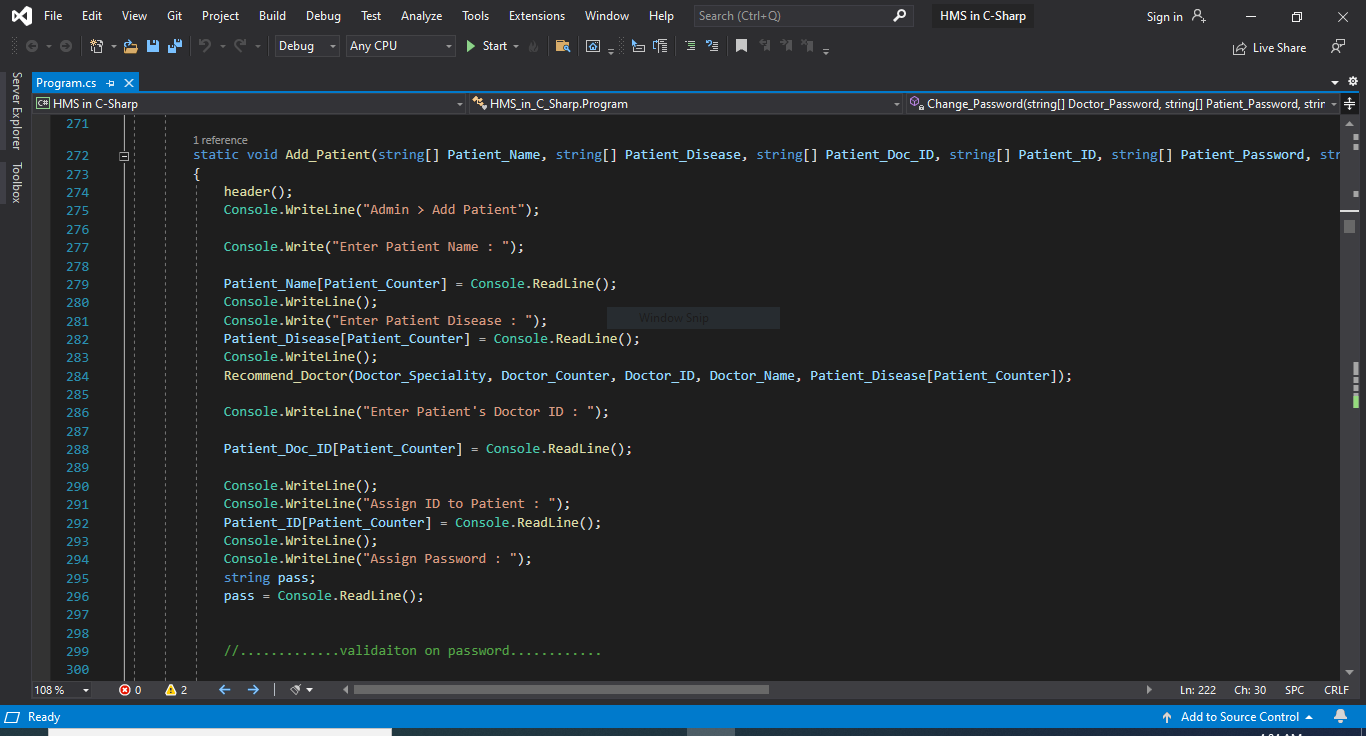 File Edit View Git Project Build Debug Test Analyze Tools Extensions Window Help Search (Ctrl+Q) HMS in C-Sharp Sign in
Debug Any CPU Start Live Share
Server Explorer
Toolbox
Program.cs
C# HMS in C-Sharp HMS_in_C_Sharp.Program Change_Password(string[] Doctor_Password, string[] Patient_Password, strin
271
1 reference
272 static void Add_Patient(string[] Patient_Name, string[] Patient_Disease, string[] Patient_Doc_ID, string[] Patient_ID, string[] Patient_Password, str
273 {
274 header();
275 Console.WriteLine("Admin > Add Patient");
276
277 Console.Write("Enter Patient Name : ");
278
279 Patient_Name[Patient_Counter] = Console.ReadLine();
280 Console.WriteLine();
281 Console.Write("Enter Patient Disease : ");
Window Snip
282 Patient_Disease[Patient_Counter] = Console.ReadLine();
283 Console.WriteLine();
284 Recommend_Doctor(Doctor_Speciality, Doctor_Counter, Doctor_ID, Doctor_Name, Patient_Disease[Patient_Counter]);
285
286 Console.WriteLine("Enter Patient's Doctor ID : ");
287
288 Patient_Doc_ID[Patient_Counter] = Console.ReadLine();
289
290 Console.WriteLine();
291 Console.WriteLine("Assign ID to Patient : ");
292 Patient_ID[Patient_Counter] = Console.ReadLine();
293 Console.WriteLine();
294 Console.WriteLine("Assign Password : ");
295 string pass;
296 pass = Console.ReadLine();
297
298
299 //.............validaiton on password............
300
108 % 0 2 Ln: 222 Ch: 30 SPC CRLF
Ready Add to Source Control